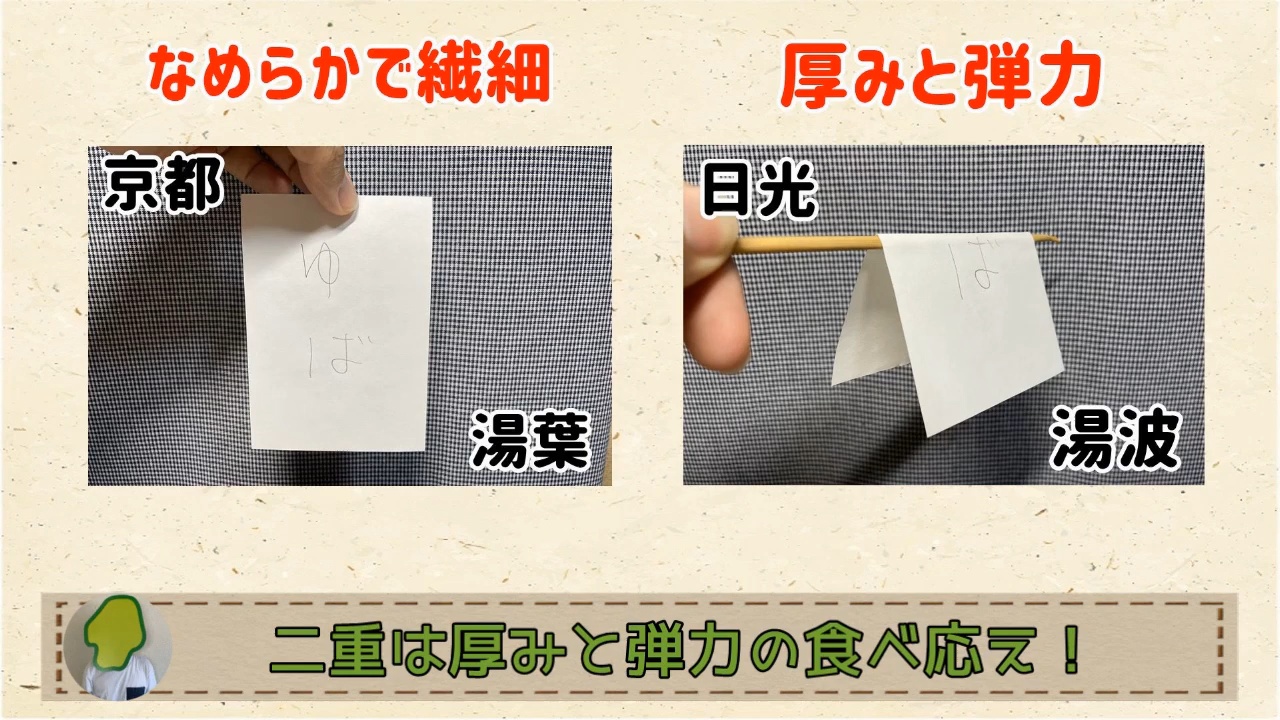 なめらかで繊細
厚みと弾力
京都
ゆ
ば
湯葉
日光
ば
湯波
二重は厚みと弾力の食べ応え！